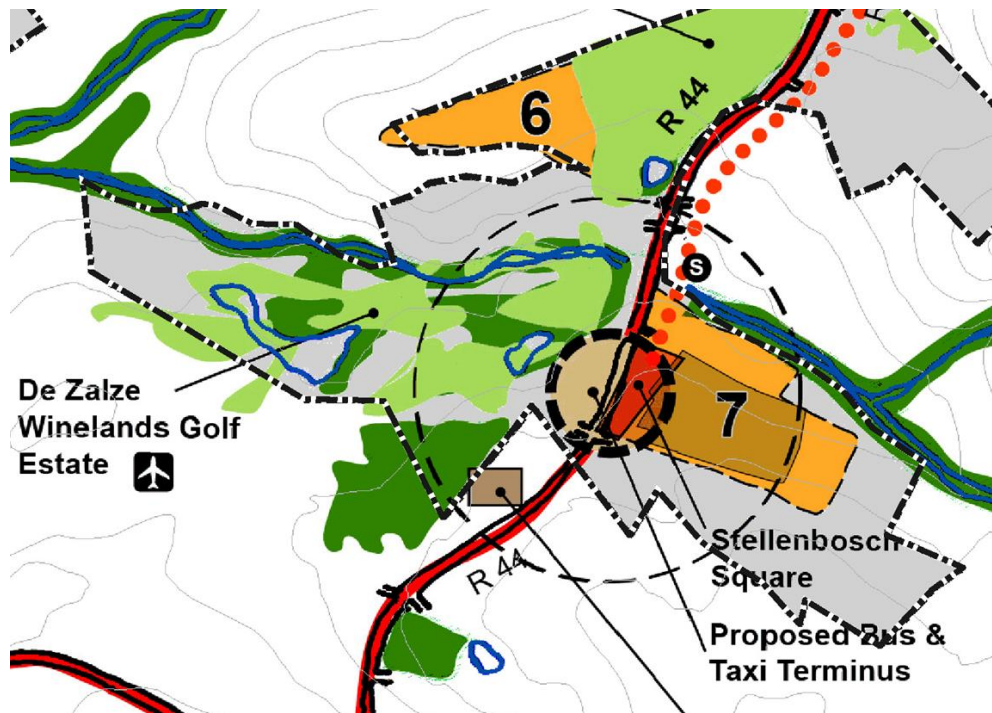 6
R 44
S
De Zalze
Winelands Golf
Estate
7
R 44
Stellenbosch
Square
Proposed Bus &
Taxi Terminus